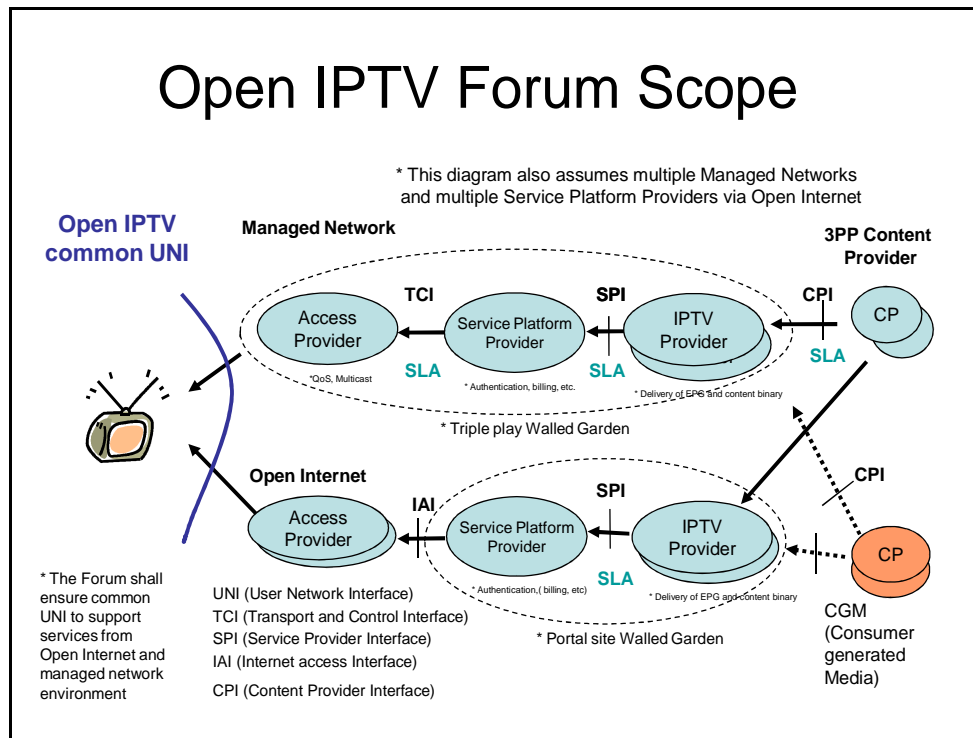 Open IPTV Forum Scope
* This diagram also assumes multiple Managed Networks
and multiple Service Platform Providers via Open Internet
Open IPTV
common UNI
Managed Network
3PP Content
Provider
TCI
SPI
CPI
Access
Provider
Service Platform
Provider
IPTV
Provider
CP
SLA
SLA
SLA
*QoS, Multicast
* Authentication, billing, etc.
* Delivery of EPG and content binary
* Triple play Walled Garden
Open Internet
IAI
SPI
CPI
Access
Provider
Service Platform
Provider
IPTV
Provider
CP
SLA
* Authentication,( billing, etc)
* Delivery of EPG and content binary
* Portal site Walled Garden
CGM
(Consumer
generated
Media)
* The Forum shall
ensure common
UNI to support
services from
Open Internet and
managed network
environment
UNI (User Network Interface)
TCI (Transport and Control Interface)
SPI (Service Provider Interface)
IAI (Internet access Interface)
CPI (Content Provider Interface)